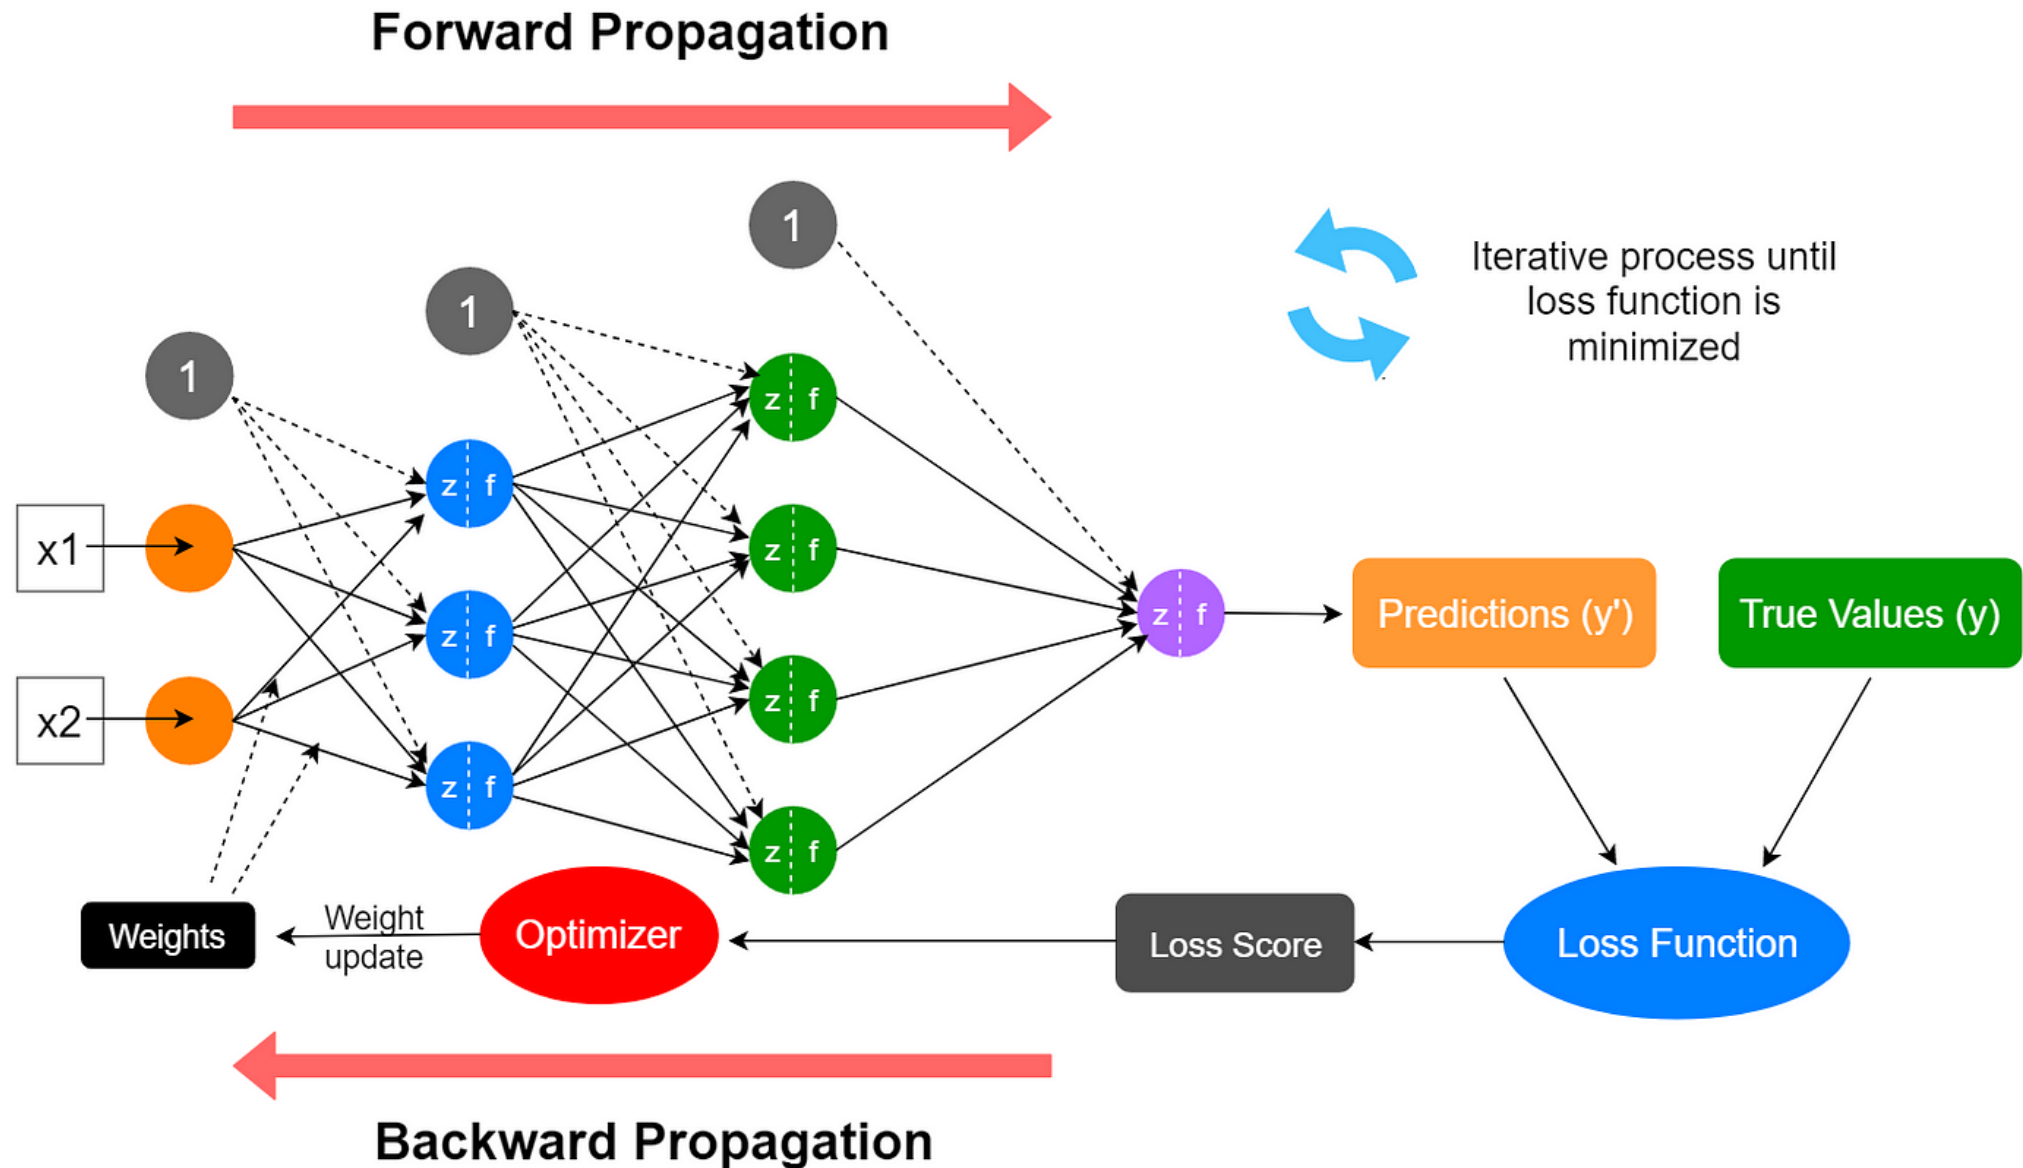 Forward Propagation
1
1
1
Iterative process until
loss function is
minimized
z f
z f
x1
z f
z f
z f
Predictions (y')
True Values (y)
x2
z f
z f
z f
Weights
Weight
update
Optimizer
Loss Score
Loss Function
Backward Propagation